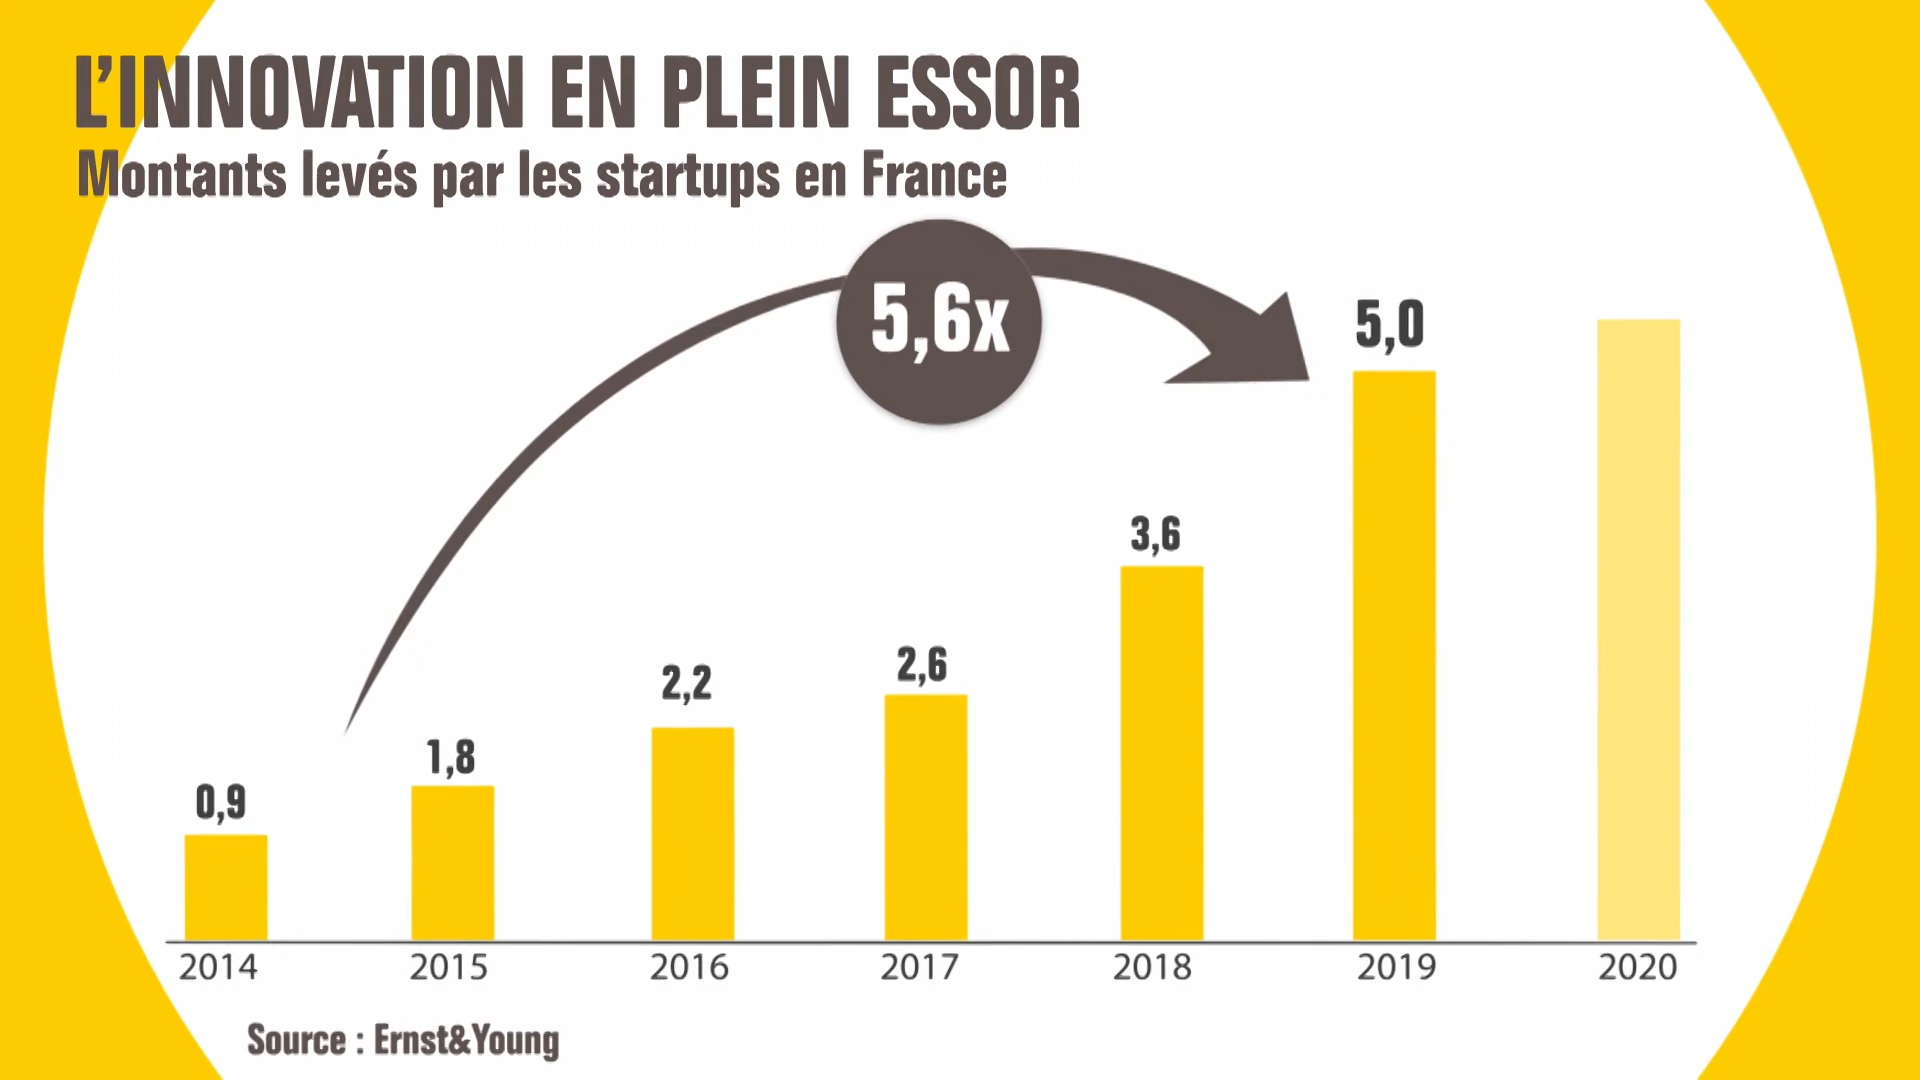 L'INNOVATION EN PLEIN ESSOR
Montants levés par les startups en France
5,6x
5,0
3,6
2,6
2,2
1,8
0,9
2014 2015 2016 2017 2018 2019 2020
Source : Ernst&Young